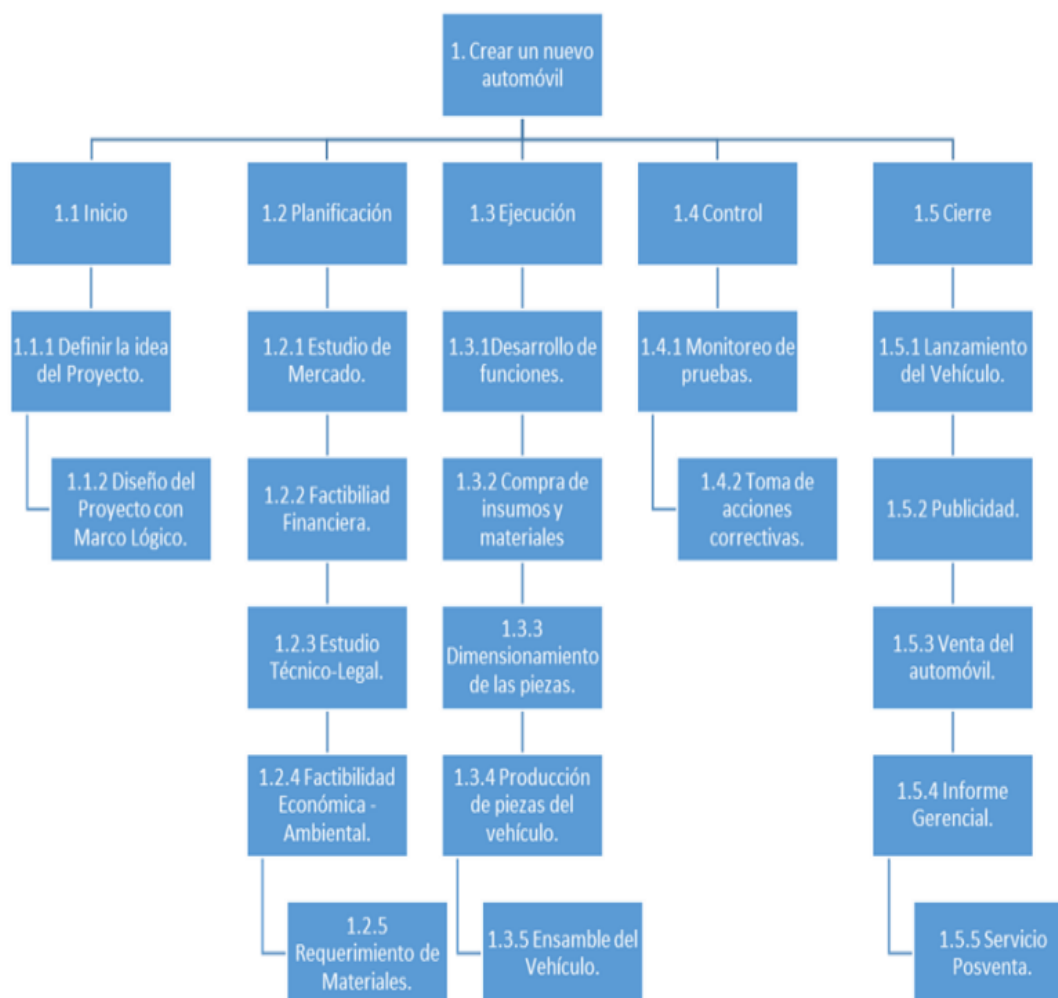 1. Crear un nuevo
automóvil
1.1 Inicio
1.2 Planificación
1.3 Ejecución
1.4 Control
1.5 Cierre
1.1.1 Definir la idea
del Proyecto.
1.2.1 Estudio de
Mercado.
1.3.1Desarrollo de
funciones.
1.4.1 Monitoreo de
pruebas.
1.5.1 Lanzamiento
del Vehículo.
1.1.2 Diseño del
Proyecto con
Marco Lógico.
1.2.2 Factibiliad
Financiera.
1.3.2 Compra de
insumos y
materiales
1.4.2 Toma de
acciones
correctivas.
1.5.2 Publicidad.
1.2.3 Estudio
Técnico-Legal.
1.3.3
Dimensionamiento
de las piezas.
1.5.3 Venta del
automóvil.
1.2.4 Factibilidad
Económica -
Ambiental.
1.3.4 Producción
de piezas del
vehículo.
1.5.4 Informe
Gerencial.
1.2.5
Requerimiento de
Materiales.
1.3.5 Ensamble del
Vehículo.
1.5.5 Servicio
Posventa.